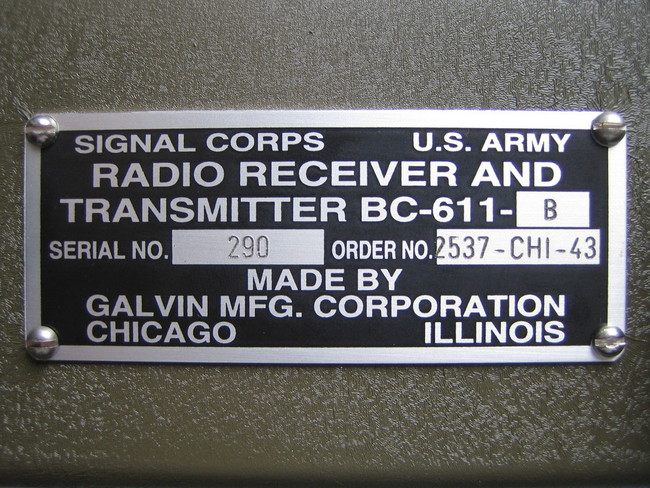 SIGNAL CORPS U.S. ARMY
RADIO RECEIVER AND
TRANSMITTER BC-611- B
SERIAL NO. 290 ORDER NO. 2537-CHI-43
MADE BY
GALVIN MFG. CORPORATION
CHICAGO ILLINOIS